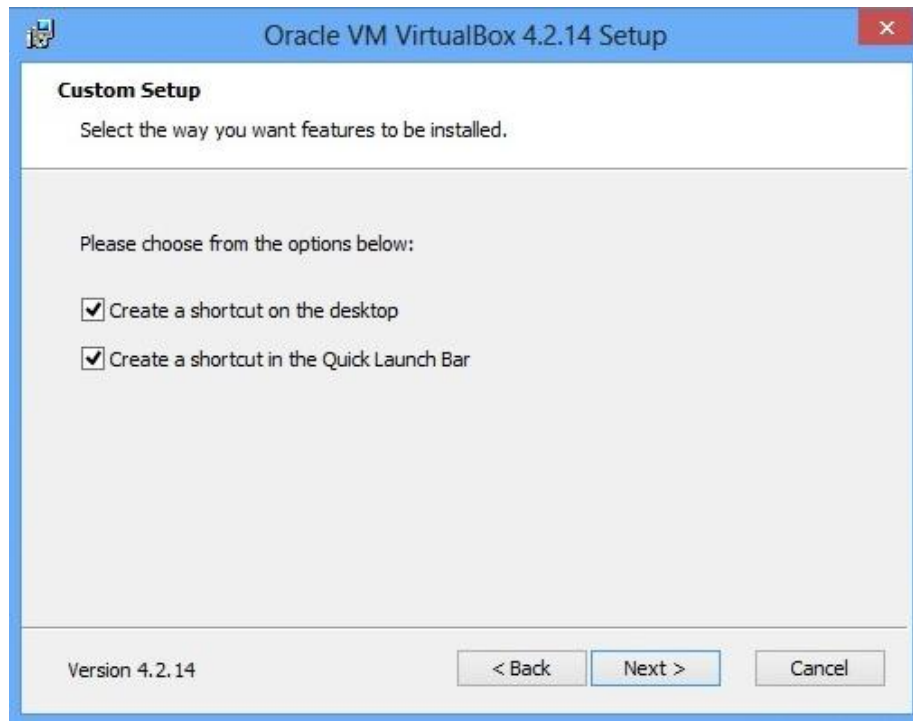 Oracle VM VirtualBox 4.2.14 Setup
Custom Setup
Select the way you want features to be installed.
Please choose from the options below:
Create a shortcut on the desktop
Create a shortcut in the Quick Launch Bar
Version 4.2.14
< Back
Next >
Cancel